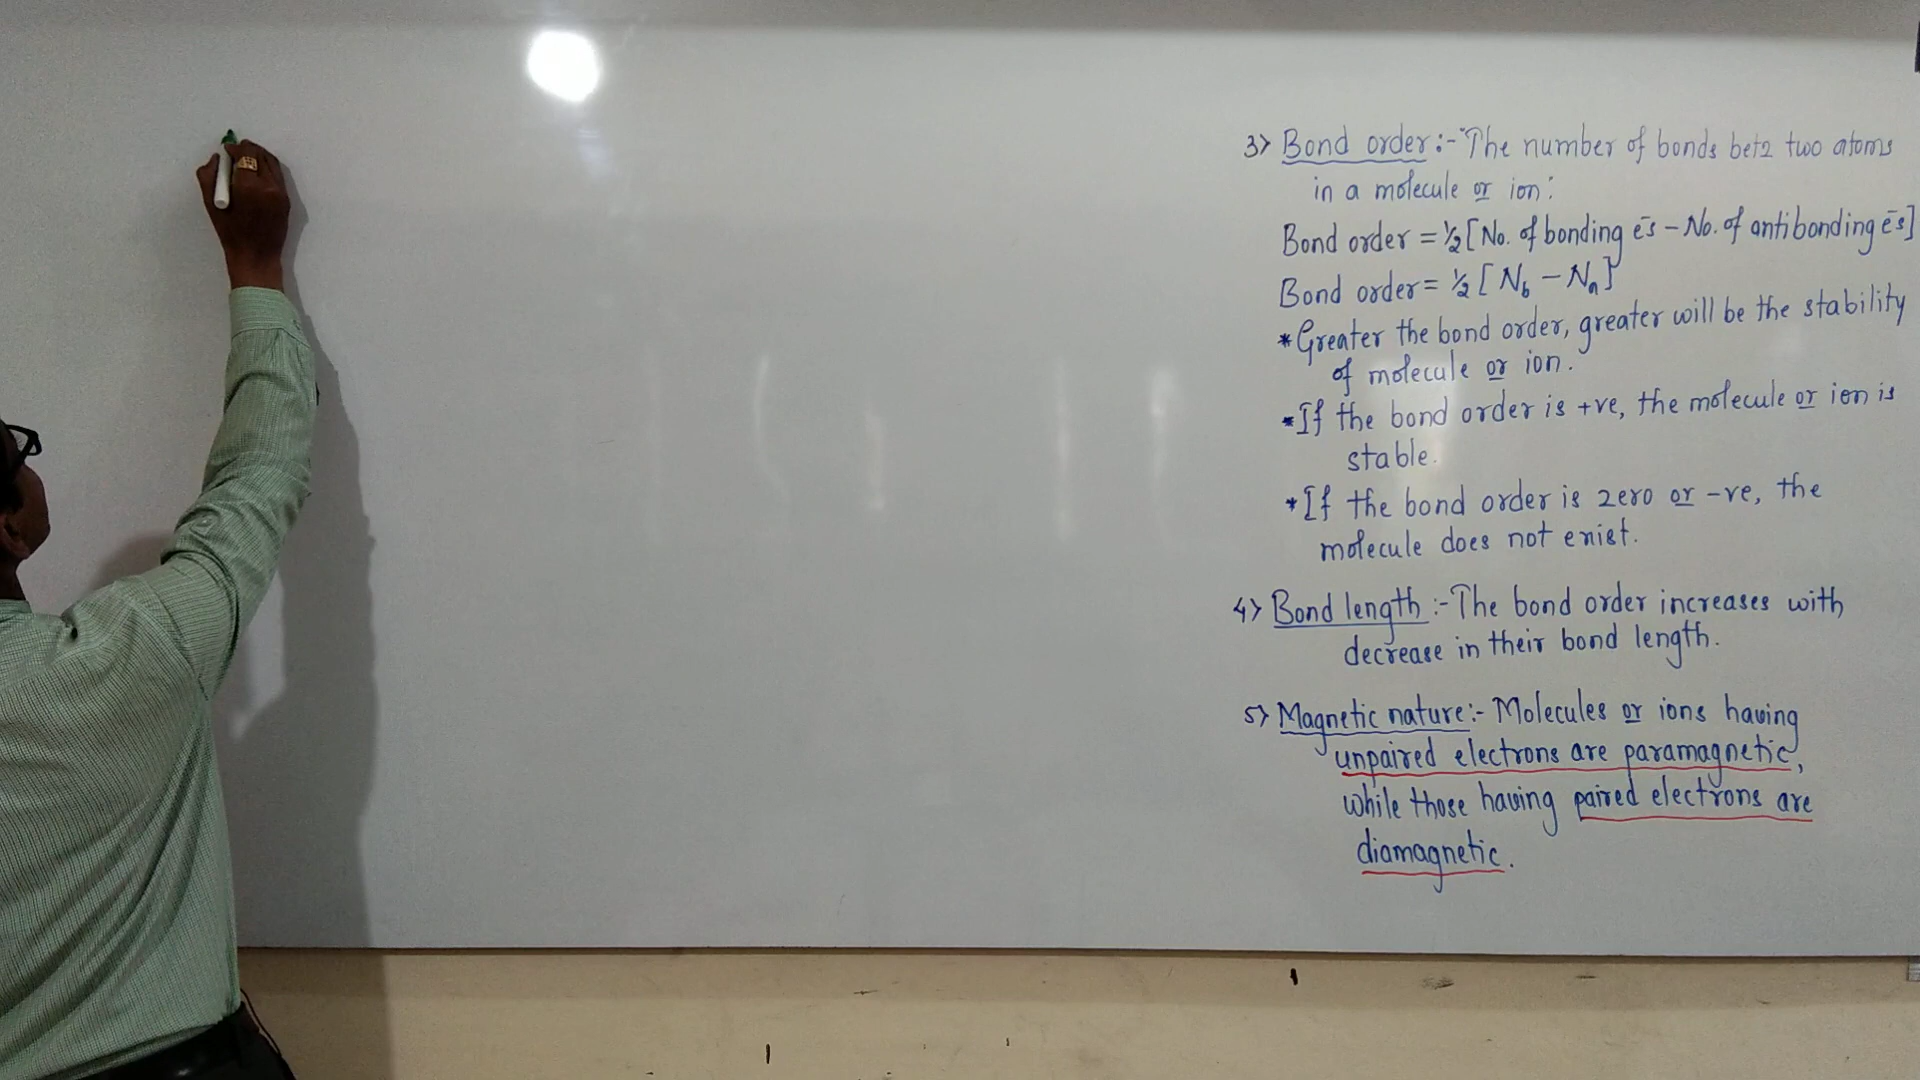 3> Bond order:- The number of bonds bet2 two atoms
in a molecule or ion:
Bond order = ½ [No. of bonding ēs - No. of antibonding ēs]
Bond order = ½ [ Nb - Na ]
* Greater the bond order, greater will be the stability
of molecule or ion.
* If the bond order is +ve, the molecule or ion is
stable.
* If the bond order is zero or -ve, the
molecule does not exist.
4> Bond length :- The bond order increases with
decrease in their bond length.
5> Magnetic nature:- Molecules or ions having
unpaired electrons are paramagnetic,
while those having paired electrons are
diamagnetic.